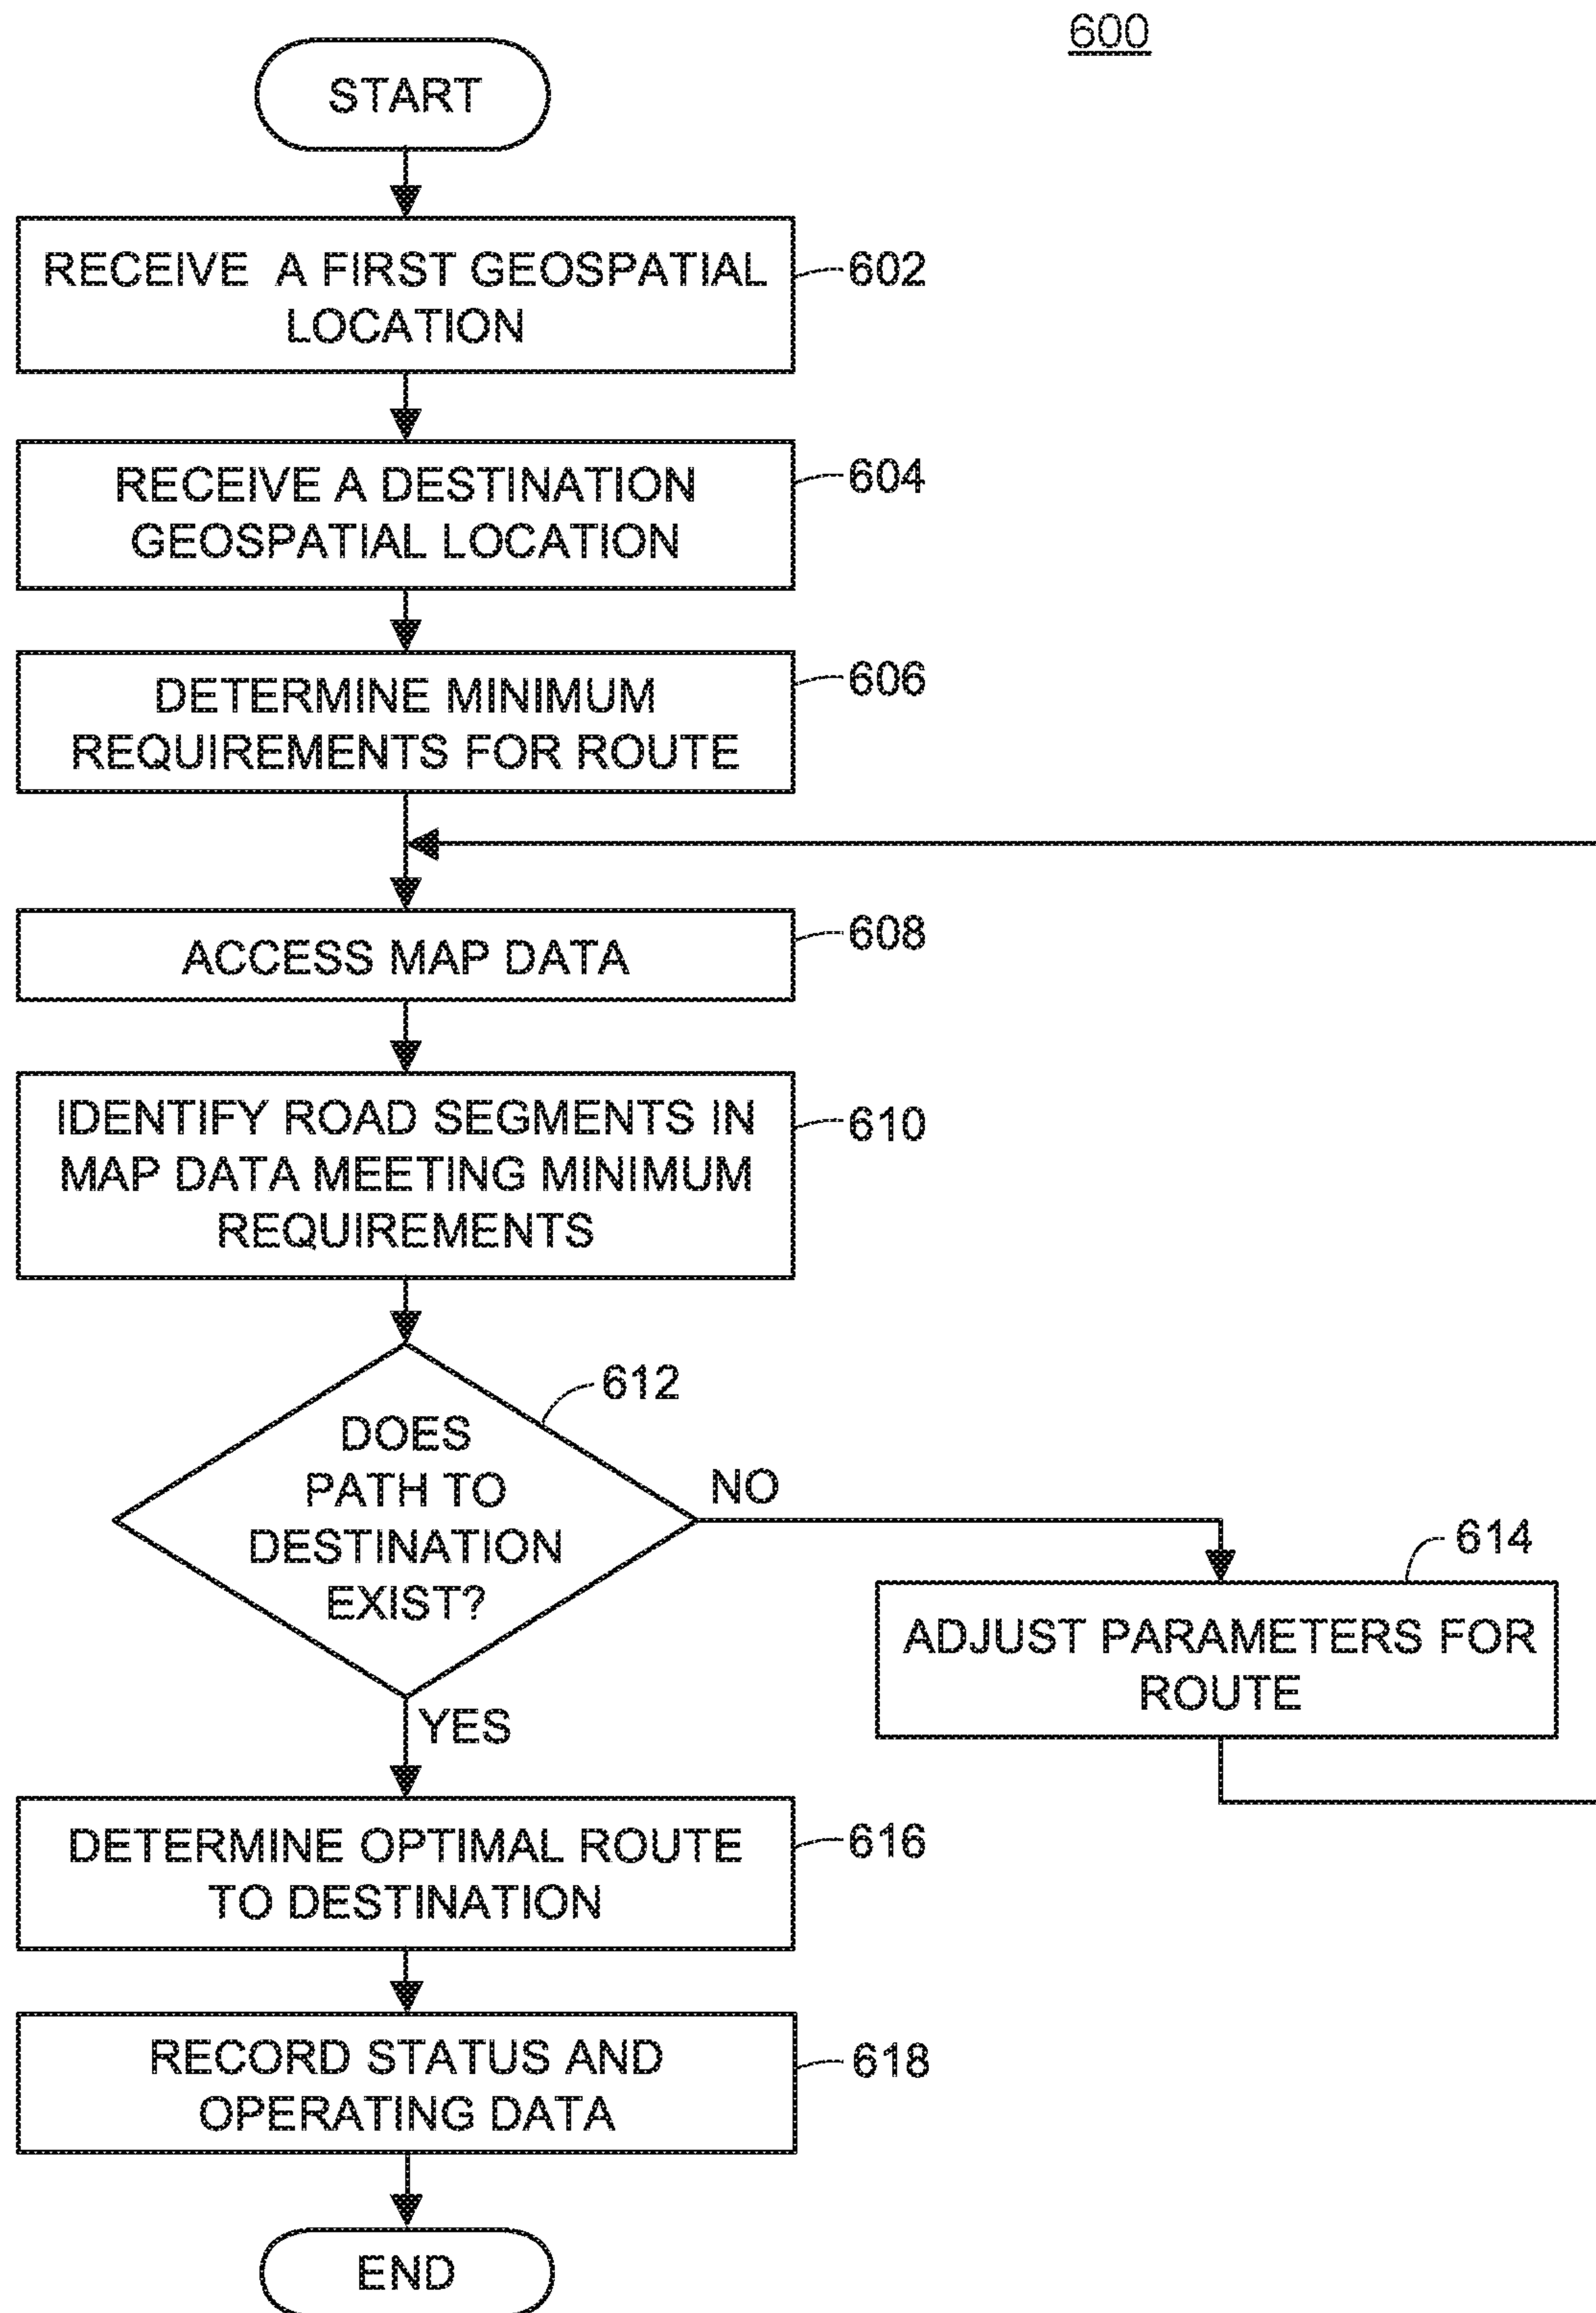 600
START
RECEIVE A FIRST GEOSPATIAL
LOCATION
602
RECEIVE A DESTINATION
GEOSPATIAL LOCATION
604
DETERMINE MINIMUM
REQUIREMENTS FOR ROUTE
606
ACCESS MAP DATA
608
IDENTIFY ROAD SEGMENTS IN
MAP DATA MEETING MINIMUM
REQUIREMENTS
610
DOES
PATH TO
DESTINATION
EXIST?
612
NO
ADJUST PARAMETERS FOR
ROUTE
614
YES
DETERMINE OPTIMAL ROUTE
TO DESTINATION
616
RECORD STATUS AND
OPERATING DATA
618
END